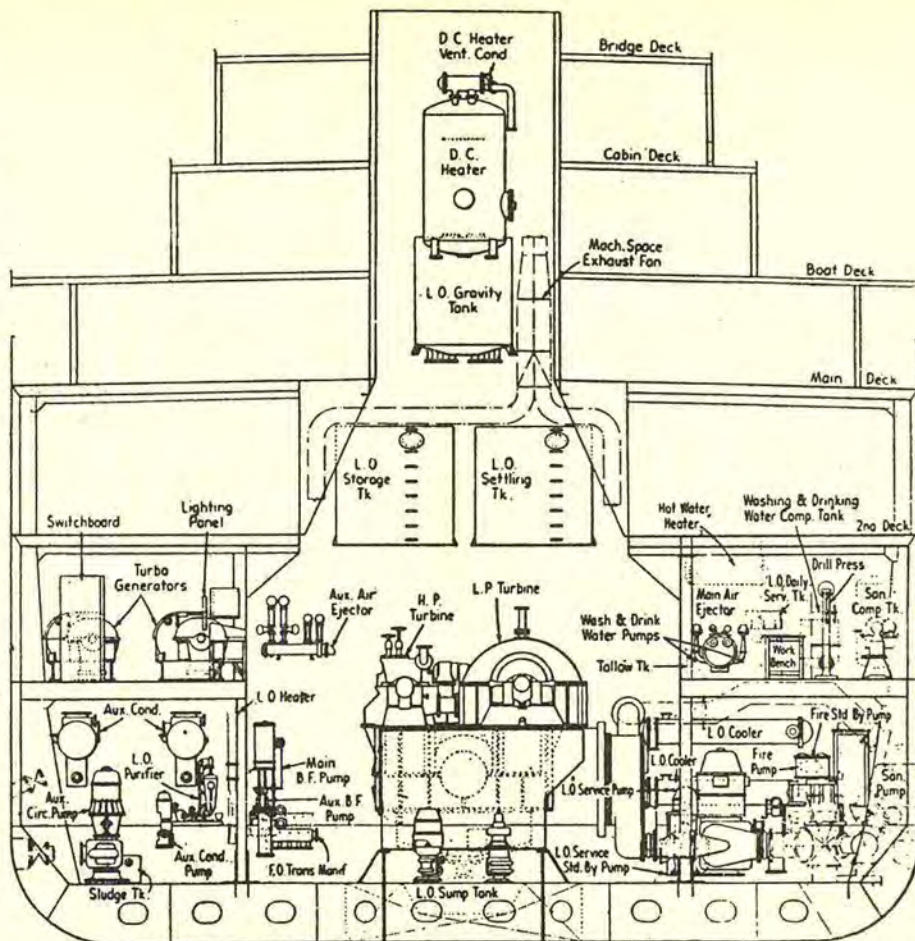 D C Heater
Vent. Cond
Bridge Deck
D. C.
Heater
Cabin Deck
Mach. Space
Exhaust Fan
L. O. Gravity
Tank
Boat Deck
Main Deck
L. O
Storage
Tk
L. O.
Settling
Tk.
Switchboard
Lighting
Panel
Hot Water
Heater
Washing & Drinking
Water Comp. Tank
2nd Deck
Turbo
Generators
Aux. Air
Ejector
H. P.
Turbine
L. P Turbine
Main Air
Ejector
L.O. Daily
Serv. Tk.
Drill Press
San.
Comp Tk.
Wash & Drink
Water Pumps
Tallow Tk
Work
Bench
L O Heater
Aux. Cond.
L.O.
Purifier
Main
B. F. Pump
Aux. B F
Pump
Aux.
Circ. Pump
Aux. Cond.
Pump
F.O. Trans Manf
Sludge Tk.
L.O. Sump Tank
L O Cooler
Fire Std By Pump
L.O Cooler
Fire
Pump
L.O Service Pump
San.
Pump
L.O. Service
Std. By Pump